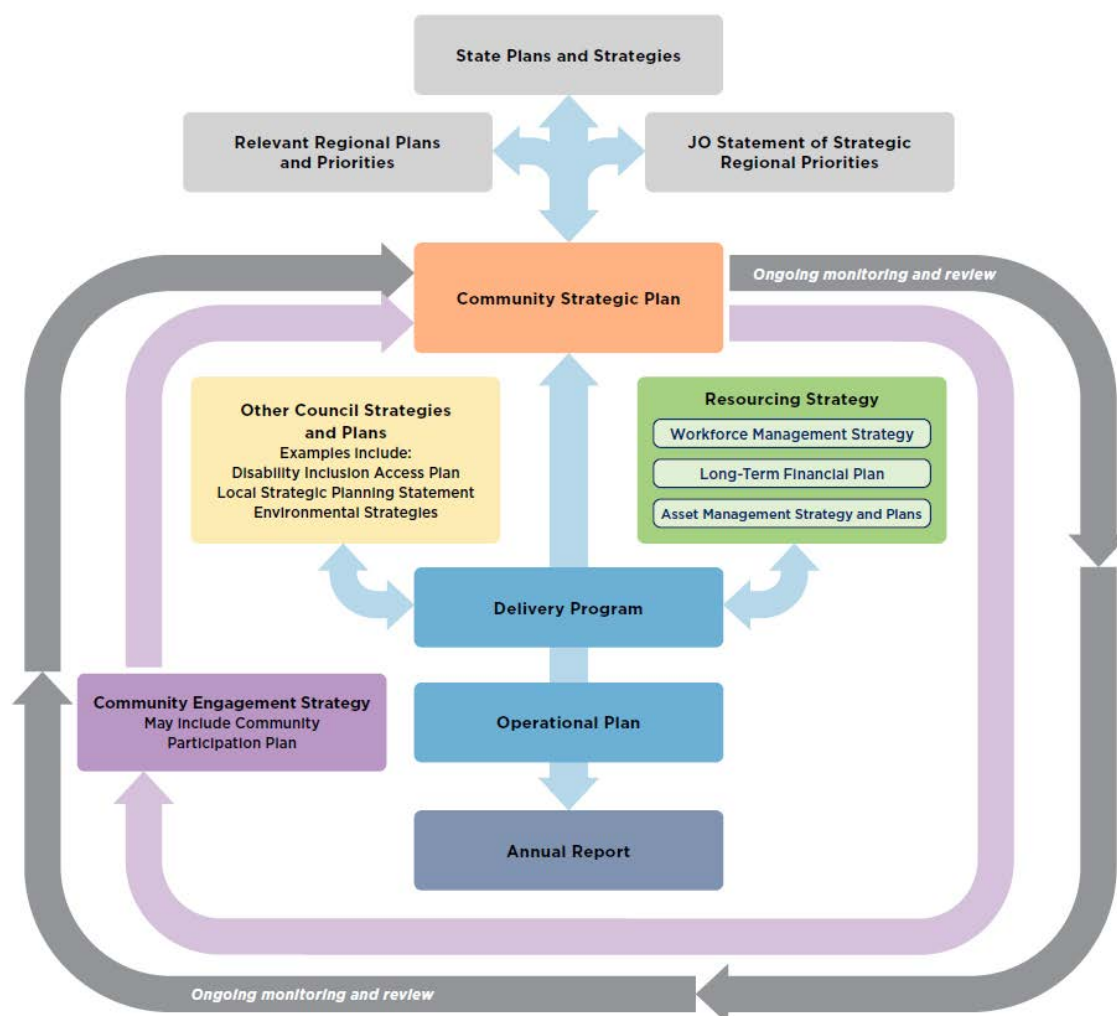 State Plans and Strategies
Relevant Regional Plans
and Priorities
JO Statement of Strategic
Regional Priorities
Community Strategic Plan
Ongoing monitoring and review
Other Council Strategies
and Plans
Examples include:
Disability Inclusion Access Plan
Local Strategic Planning Statement
Environmental Strategies
Resourcing Strategy
Workforce Management Strategy
Long-Term Financial Plan
Asset Management Strategy and Plans
Delivery Program
Community Engagement Strategy
May include Community
Participation Plan
Operational Plan
Annual Report
Ongoing monitoring and review